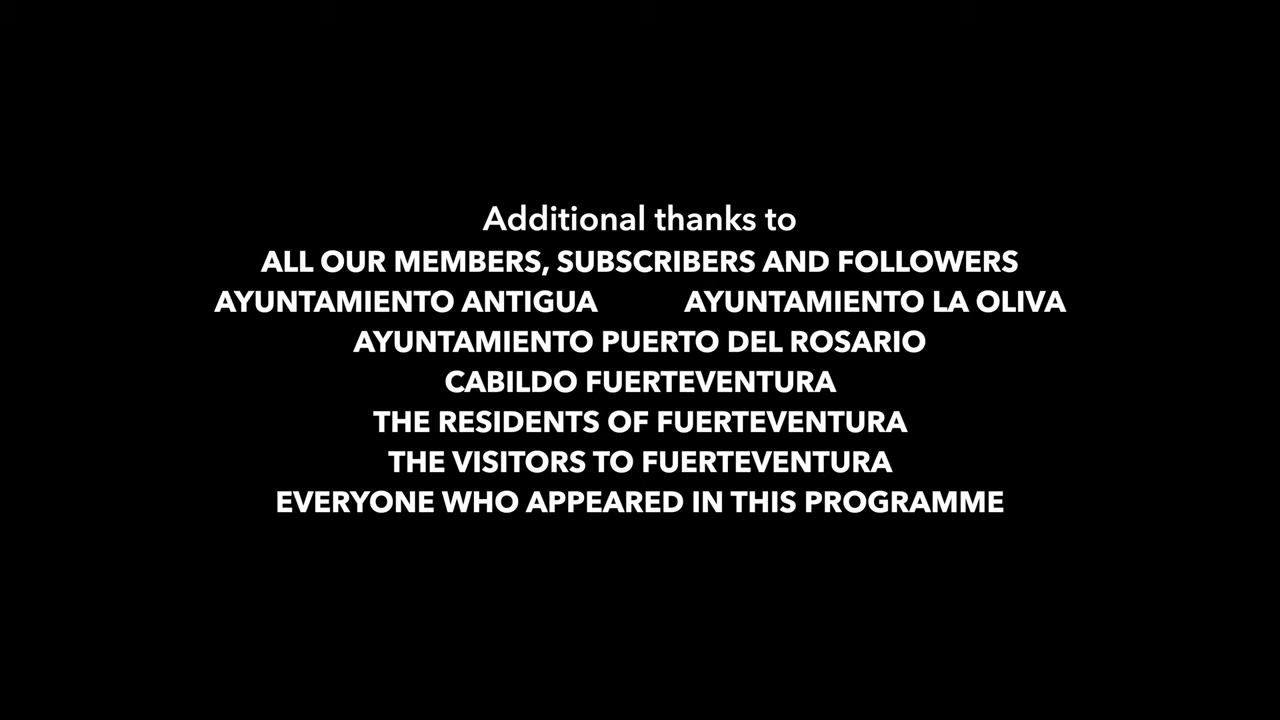 Additional thanks to
ALL OUR MEMBERS, SUBSCRIBERS AND FOLLOWERS
AYUNTAMIENTO ANTIGUA AYUNTAMIENTO LA OLIVA
AYUNTAMIENTO PUERTO DEL ROSARIO
CABILDO FUERTEVENTURA
THE RESIDENTS OF FUERTEVENTURA
THE VISITORS TO FUERTEVENTURA
EVERYONE WHO APPEARED IN THIS PROGRAMME